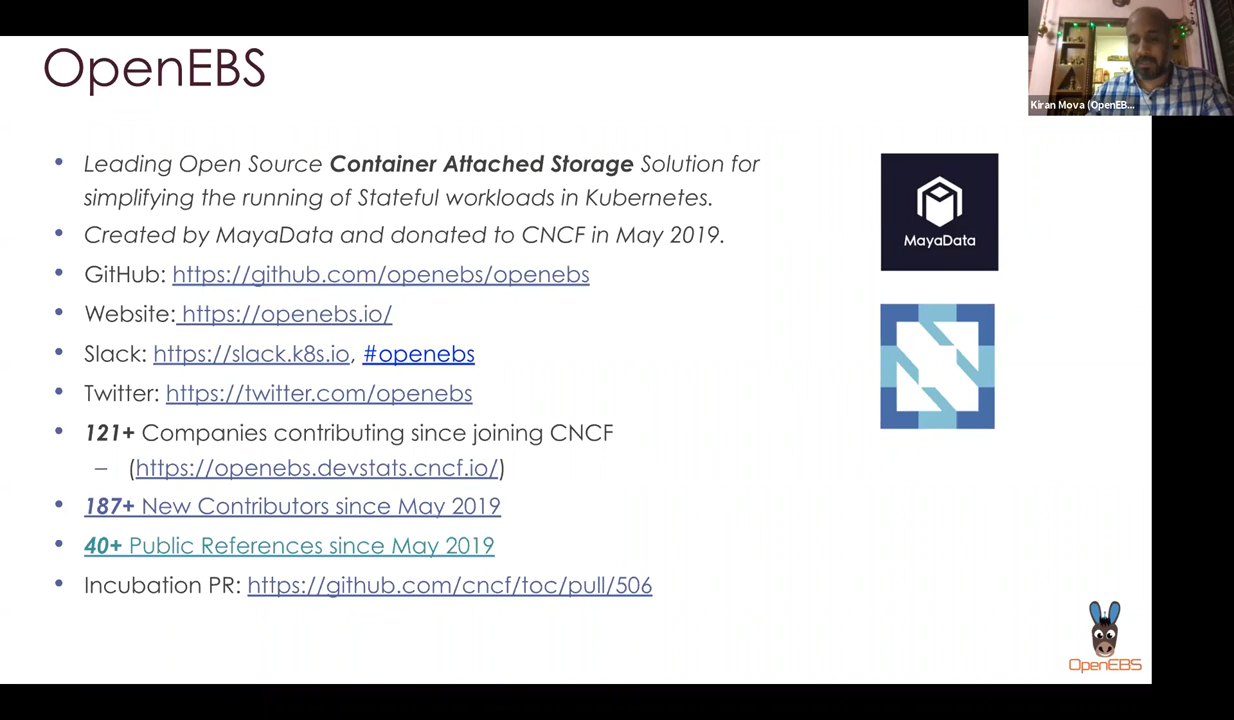 OpenEBS
Kiran Mova (OpenEB...
• Leading Open Source Container Attached Storage Solution for
simplifying the running of Stateful workloads in Kubernetes.
• Created by MayaData and donated to CNCF in May 2019.
• GitHub: https://github.com/openebs/openebs
• Website: https://openebs.io/
• Slack: https://slack.k8s.io, #openebs
• Twitter: https://twitter.com/openebs
• 121+ Companies contributing since joining CNCF
– (https://openebs.devstats.cncf.io/)
• 187+ New Contributors since May 2019
• 40+ Public References since May 2019
• Incubation PR: https://github.com/cncf/toc/pull/506
MayaData
OpenEBS